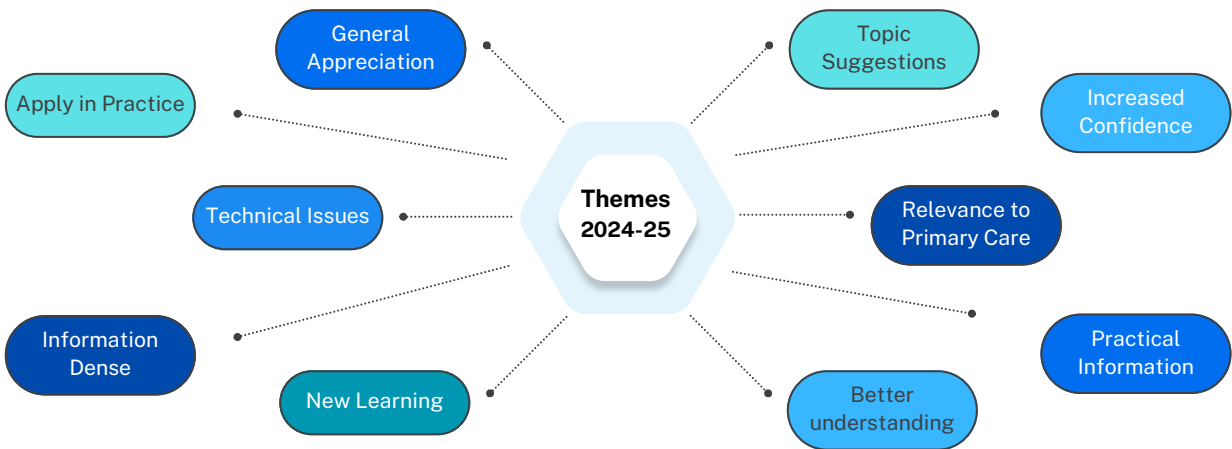 General
Appreciation
Topic
Suggestions
Apply in Practice
Increased
Confidence
Themes
2024-25
Technical Issues
Relevance to
Primary Care
Information
Dense
Practical
Information
New Learning
Better
understanding